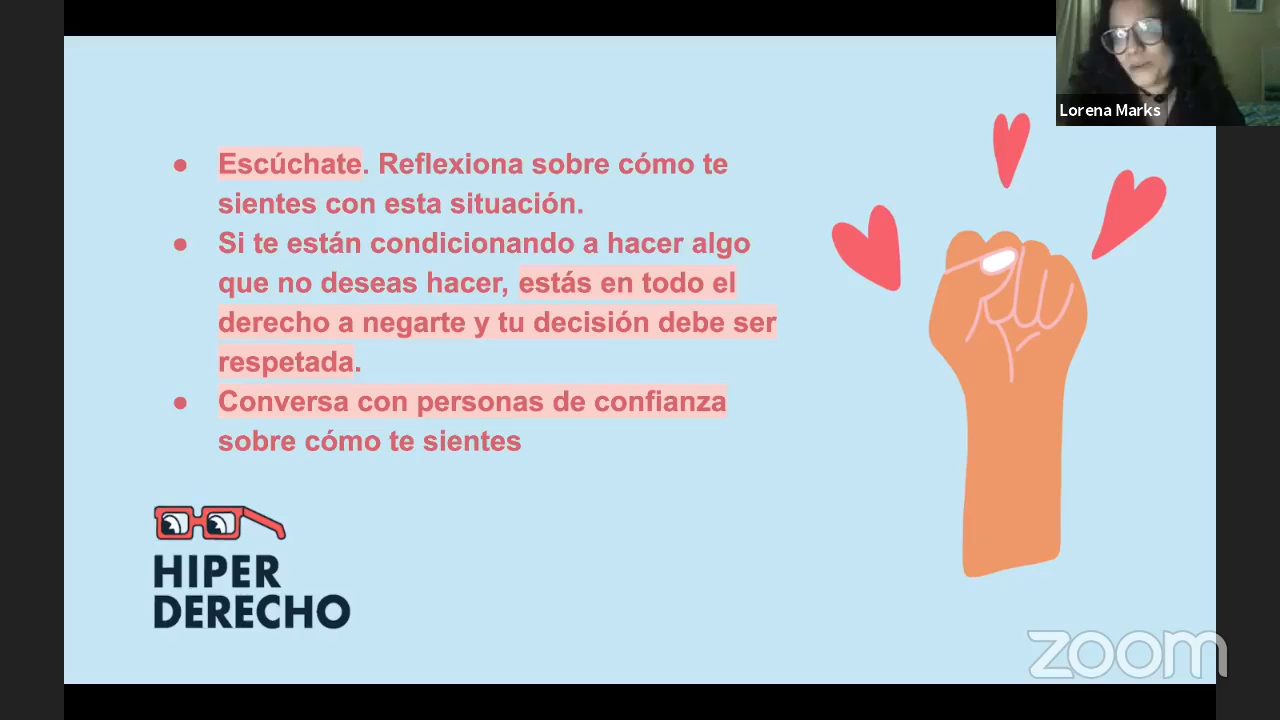 Lorena Marks
● Escúchate. Reflexiona sobre cómo te
sientes con esta situación.
● Si te están condicionando a hacer algo
que no deseas hacer, estás en todo el
derecho a negarte y tu decisión debe ser
respetada.
● Conversa con personas de confianza
sobre cómo te sientes
HIPER
DERECHO
zoom